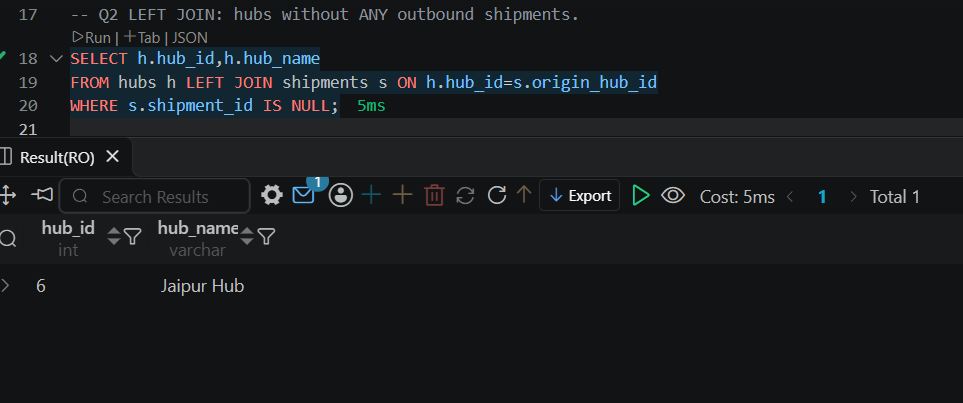 17 -- Q2 LEFT JOIN: hubs without ANY outbound shipments.
▷Run | +Tab | JSON
18 SELECT h.hub_id,h.hub_name
19 FROM hubs h LEFT JOIN shipments s ON h.hub_id=s.origin_hub_id
20 WHERE s.shipment_id IS NULL; 5ms
21
Result(RO) ×
Search Results 1 Export Cost: 5ms < 1 > Total 1
hub_id hub_name
int varchar
6 Jaipur Hub